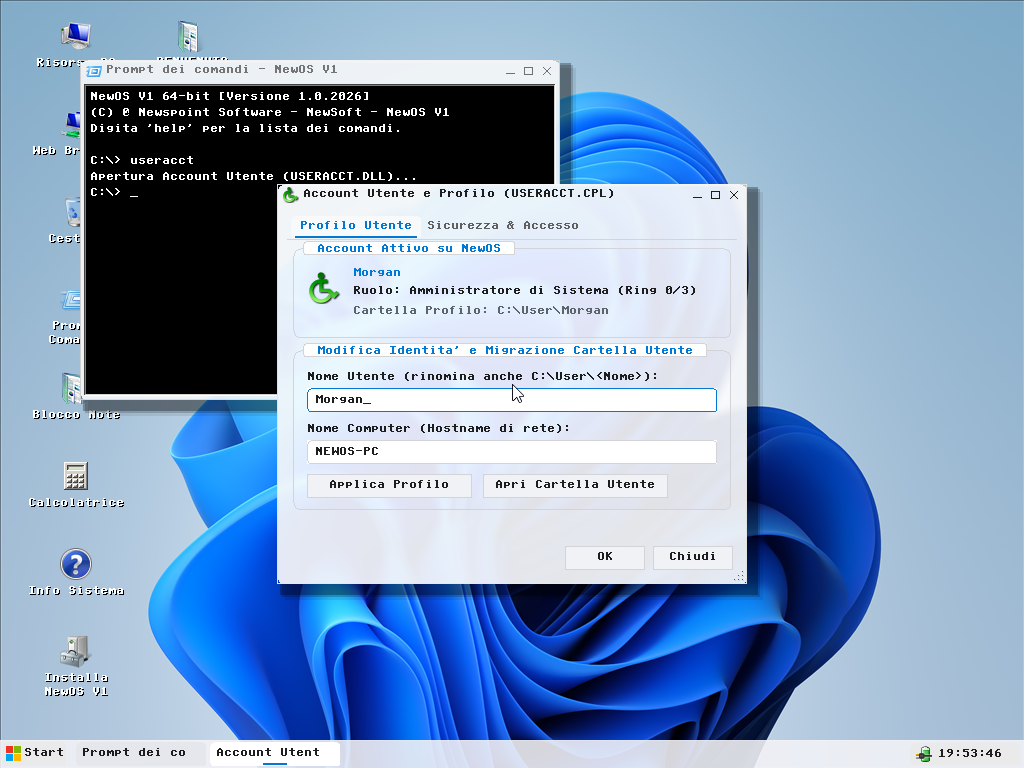 Prompt dei comandi - NewOS V1
NewOS V1 64-bit [Versione 1.0.2026]
(C) @ Newspoint Software - NewSoft - NewOS V1
Digita 'help' per la lista dei comandi.
C:\> useracct
Apertura Account Utente (USERACCT.DLL)...
C:\> _
Account Utente e Profilo (USERACCT.CPL)
Profilo Utente
Sicurezza & Accesso
Account Attivo su NewOS
Morgan
Ruolo: Amministratore di Sistema (Ring 0/3)
Cartella Profilo: C:\User\Morgan
Modifica Identita' e Migrazione Cartella Utente
Nome Utente (rinomina anche C:\User\<Nome>):
Morgan_
Nome Computer (Hostname di rete):
NEWOS-PC
Applica Profilo
Apri Cartella Utente
OK
Chiudi
Web Br
Cest
Blocco Note
Calcolatrice
Info Sistema
Installa
NewOS V1
Start
Prompt dei co
Account Utent
19:53:46